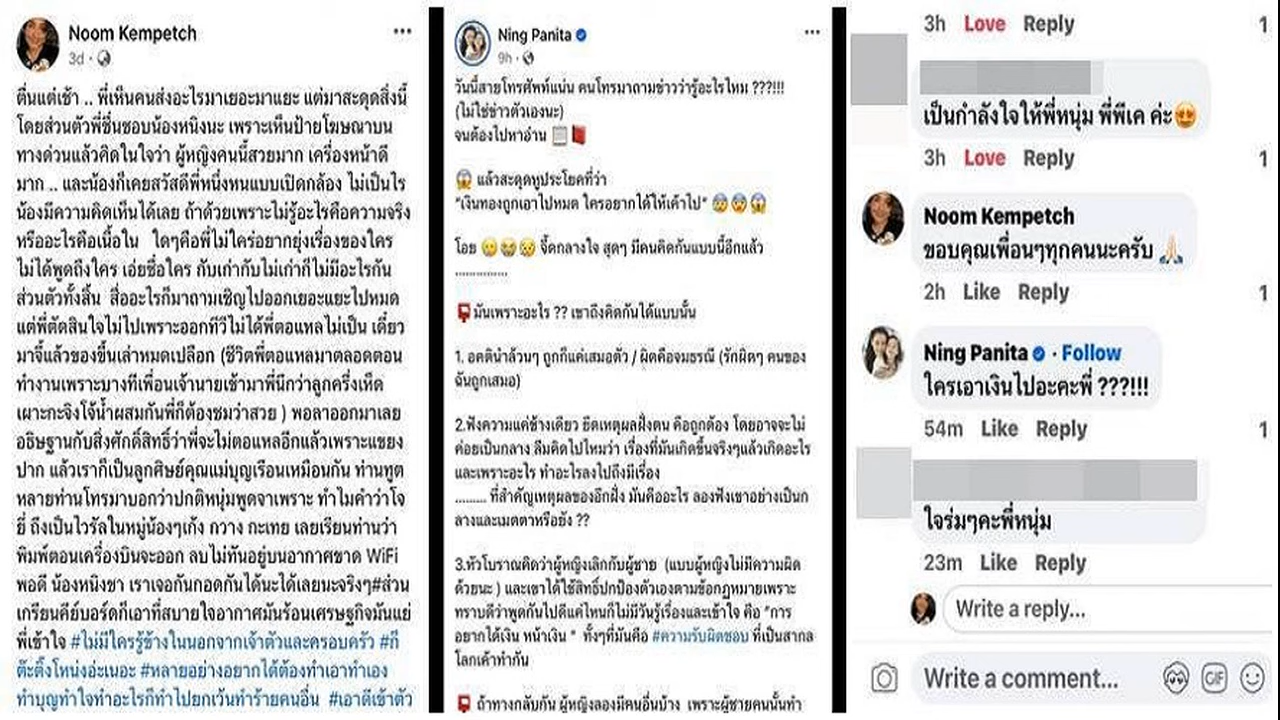 Noom Kempetch
3d
ตื่นแต่เช้า .. พี่เห็นคนส่งอะไรมาเยอะมาแยะ แต่มาสะดุดสิ่งนี้
โดยส่วนตัวพี่ชื่นชอบน้องหนิงนะ เพราะเห็นป้ายโฆษณาบน
ทางด่วนแล้วคิดในใจว่า ผู้หญิงคนนี้สวยมาก เครื่องหน้าดี
มาก .. และน้องก็เคยสวัสดีพี่หนึ่งหนแบบเปิดกล้อง ไม่เป็นไร
น้องมีความคิดเห็นได้เลย ถ้าด้วยเพราะไม่รู้อะไรคือความจริง
หรืออะไรคือเนื้อใน ใดๆคือพี่ไม่ใคร่อยากยุ่งเรื่องของใคร
ไม่ได้พูดถึงใคร เอ่ยชื่อใคร กับเก่ากับไม่เก่าก็ไม่มีอะไรกัน
ส่วนตัวทั้งสิ้น สื่ออะไรก็มาถามเชิญไปออกเยอะแยะไปหมด
แต่พี่ตัดสินใจไม่ไปเพราะออกทีวีไม่ได้พี่ตอแหลไม่เป็น เดี๋ยว
มาจี้แล้วของขึ้นเล่าหมดเปลือก (ชีวิตพี่ตอแหลมาตลอดตอน
ทำงานเพราะบางทีเพื่อนเจ้านายเข้ามาพี่นึกว่าลูกครึ่งเห็ด
เผาะกะจิงโจ้น้ำผสมกันพี่ก็ต้องชมว่าสวย ) พอลาออกมาเลย
อธิษฐานกับสิ่งศักดิ์สิทธิ์ว่าพี่จะไม่ตอแหลอีกแล้วเพราะแขยง
ปาก แล้วเราก็เป็นลูกศิษย์คุณแม่บุญเรือนเหมือนกัน ท่านทูต
หลายท่านโทรมาบอกว่าปกติหนุ่มพูดจาเพราะ ทำไมคำว่าโจ
ยี่ ถึงเป็นไวรัลในหมู่น้องๆเก้ง กวาง กะเทย เลยเรียนท่านว่า
พิมพ์ตอนเครื่องบินจะออก ลบไม่ทันอยู่บนอากาศขาด WiFi
พอดี น้องหนิงขา เราเจอกันกอดกันได้นะได้เลยนะจริงๆ#ส่วน
เกรียนคีย์บอร์ดก็เอาที่สบายใจอากาศมันร้อนเศรษฐกิจมันแย่
พี่เข้าใจ #ไม่มีใครรู้ข้างในนอกจากเจ้าตัวและครอบครัว #ก็
ต๊ะติ๊งโหน่งอ่ะเนอะ #หลายอย่างอยากได้ต้องทำเอาทำเอง
ทำบุญทำใจทำอะไรก็ทำไปยกเว้นทำร้ายคนอื่น #เอาดีเข้าตัว
Ning Panita
9h
วันนี้สายโทรศัพท์แน่น คนโทรมาถามข่าวว่ารู้อะไรไหม ???!!!
(ไม่ใช่ข่าวตัวเองนะ)
จนต้องไปหาอ่าน 🗒📕
😱 แล้วสะดุดหูประโยคที่ว่า
"เงินทองถูกเอาไปหมด ใครอยากได้ให้เค้าไป" 😰😨😱
โอย 🥲😭😥 จี๊ดกลางใจ สุดๆ มีคนคิดกันแบบนี้อีกแล้ว
..............
📮มันเพราะอะไร ?? เขาถึงคิดกันได้แบบนั้น
1. อคตินำล้วนๆ ถูกก็แค่เสมอตัว / ผิดคือจมธรณี (รักผิดๆ คนของ
ฉันถูกเสมอ)
2.ฟังความแค่ข้างเดียว ยึดเหตุผลฝั่งตน คือถูกต้อง โดยอาจจะไม่
ค่อยเป็นกลาง ลืมคิดไปไหมว่า เรื่องที่มันเกิดขึ้นจริงๆแล้วเกิดอะไร
และเพราะอะไร ทำอะไรลงไปถึงมีเรื่อง
......... ที่สำคัญเหตุผลของอีกฝั่ง มันคืออะไร ลองฟังเขาอย่างเป็นก
ลางและเมตตาหรือยัง ??
3.หัวโบราณคิดว่าผู้หญิงเลิกกับผู้ชาย (แบบผู้หญิงไม่มีความผิด
ด้วยนะ ) และเขาได้ใช้สิทธิ์ปกป้องตัวเองตามข้อกฎหมายเพราะ
ทราบดีว่าพูดกันไปดีแค่ไหนก็ไม่มีวันรู้เรื่องและเข้าใจ คือ "การ
อยากได้เงิน หน้าเงิน " ทั้งๆที่มันคือ #ความรับผิดชอบ ที่เป็นสากล
โลกเค้าทำกัน
📮 ถ้าทางกลับกัน ผู้หญิงลองมีคนอื่นบ้าง เพราะผู้ชายคนนั้นทำ
3h Love Reply 1
เป็นกำลังใจให้พี่หนุ่ม พี่พีเค ค่ะ😍
3h Love Reply 1
Noom Kempetch
ขอบคุณเพื่อนๆทุกคนนะครับ 🙏🏻
2h Like Reply 1
Ning Panita · Follow
ใครเอาเงินไปอะคะพี่ ???!!!
54m Like Reply 1
ใจร่มๆคะพี่หนุ่ม
23m Like Reply
Write a reply...
Write a comment... GIF